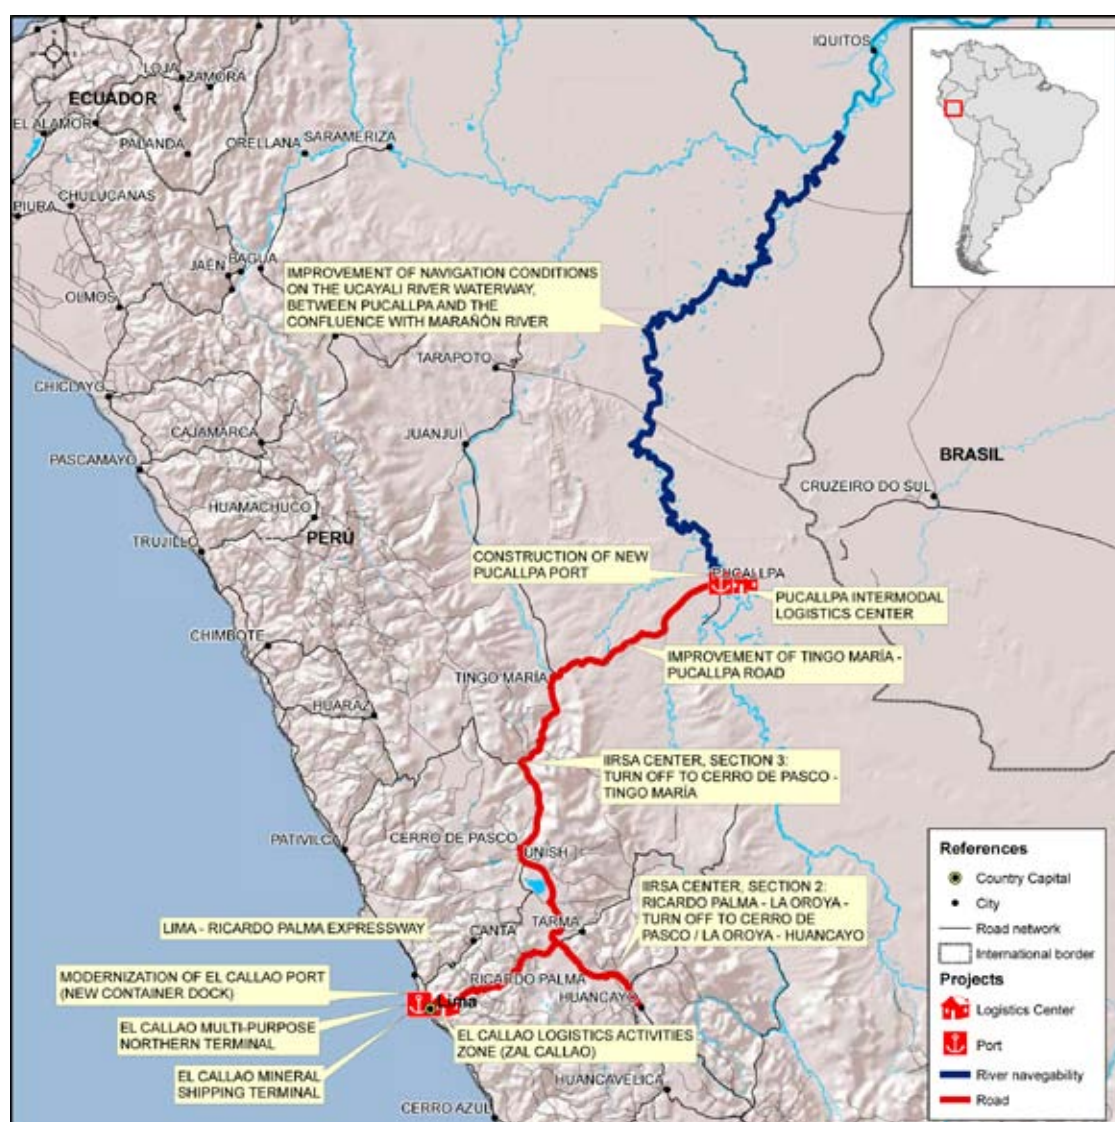 IQUITOS
LOJA
ZAMORA
ECUADOR
EL ALAMOR
PALANDA
ORELLANA
SARAMERIZA
CHULUCANAS
PIURA
JAÉN
BAGUA
OLMOS
IMPROVEMENT OF NAVIGATION CONDITIONS
ON THE UCAYALI RIVER WATERWAY,
BETWEEN PUCALLPA AND THE
CONFLUENCE WITH MARAÑÓN RIVER
TARAPOTO
CHICLAYO
CAJAMARCA
JUANJUI
PASCAMAYO
BRASIL
CRUZEIRO DO SUL
HUAMACHUCO
PERÚ
TRUJILLO
CONSTRUCTION OF NEW
PUCALLPA PORT
PUCALLPA
PUCALLPA INTERMODAL
LOGISTICS CENTER
CHIMBOTE
IMPROVEMENT OF TINGO MARÍA -
PUCALLPA ROAD
TINGO MARÍA
HUARAZ
IIRSA CENTER, SECTION 3:
TURN OFF TO CERRO DE PASCO -
TINGO MARÍA
PATIVILCA
CERRO DE PASCO
UNISH
IIRSA CENTER, SECTION 2:
RICARDO PALMA - LA OROYA -
TURN OFF TO CERRO DE
PASCO / LA OROYA - HUANCAYO
LIMA - RICARDO PALMA EXPRESSWAY
CANTA
TARMA
MODERNIZATION OF EL CALLAO PORT
(NEW CONTAINER DOCK)
RICARDO PALMA
HUANCAYO
Lima
EL CALLAO MULTI-PURPOSE
NORTHERN TERMINAL
EL CALLAO LOGISTICS ACTIVITIES
ZONE (ZAL CALLAO)
EL CALLAO MINERAL
SHIPPING TERMINAL
HUANCAVELICA
CERRO AZUL
References
Country Capital
City
Road network
International border
Projects
Logistics Center
Port
River navegability
Road